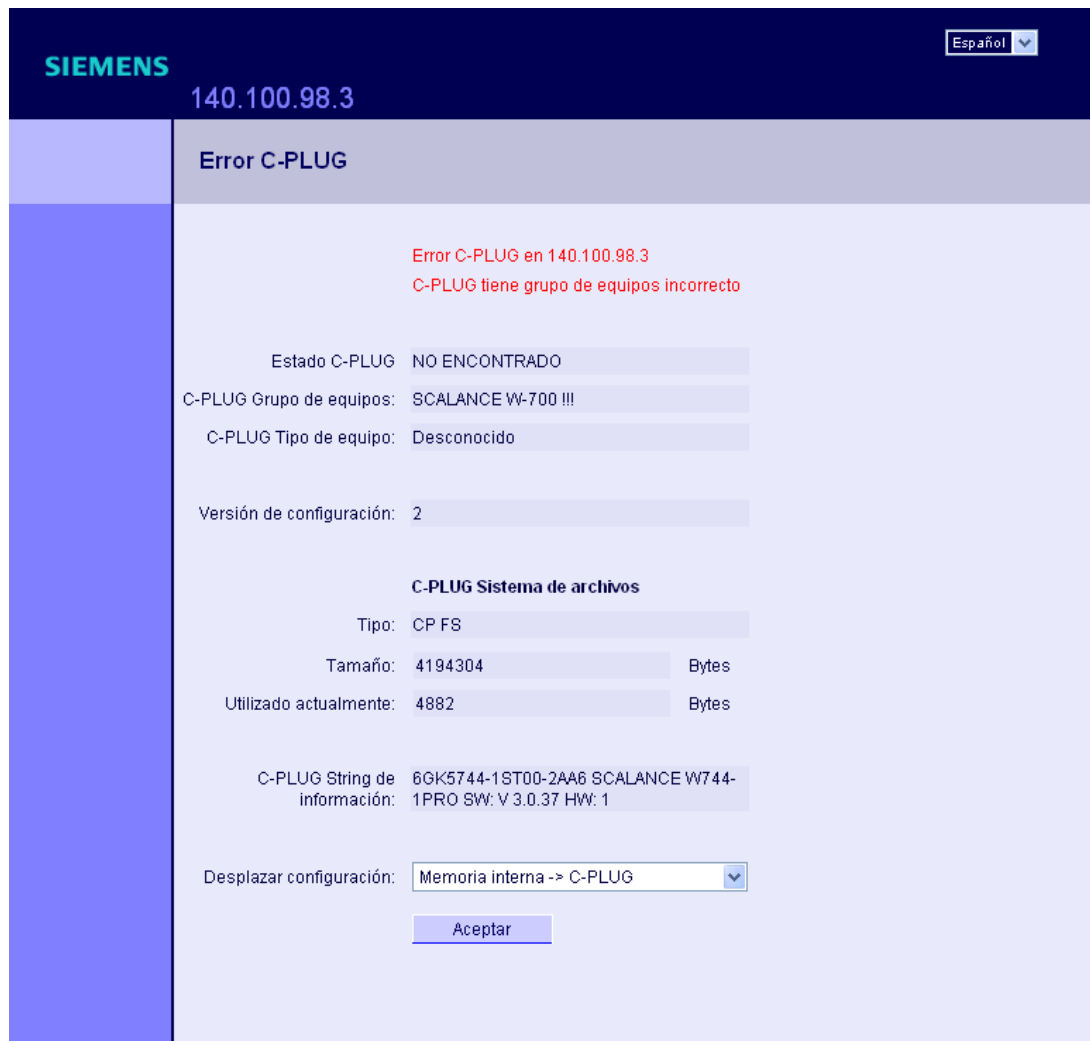 Español
SIEMENS
140.100.98.3
Error C-PLUG
Error C-PLUG en 140.100.98.3
C-PLUG tiene grupo de equipos incorrecto
Estado C-PLUG NO ENCONTRADO
C-PLUG Grupo de equipos: SCALANCE W-700 !!!
C-PLUG Tipo de equipo: Desconocido
Versión de configuración: 2
C-PLUG Sistema de archivos
Tipo: CP FS
Tamaño: 4194304 Bytes
Utilizado actualmente: 4882 Bytes
C-PLUG String de información: 6GK5744-1ST00-2AA6 SCALANCE W744-
1PRO SW: V 3.0.37 HW: 1
Desplazar configuración: Memoria interna -> C-PLUG
Aceptar